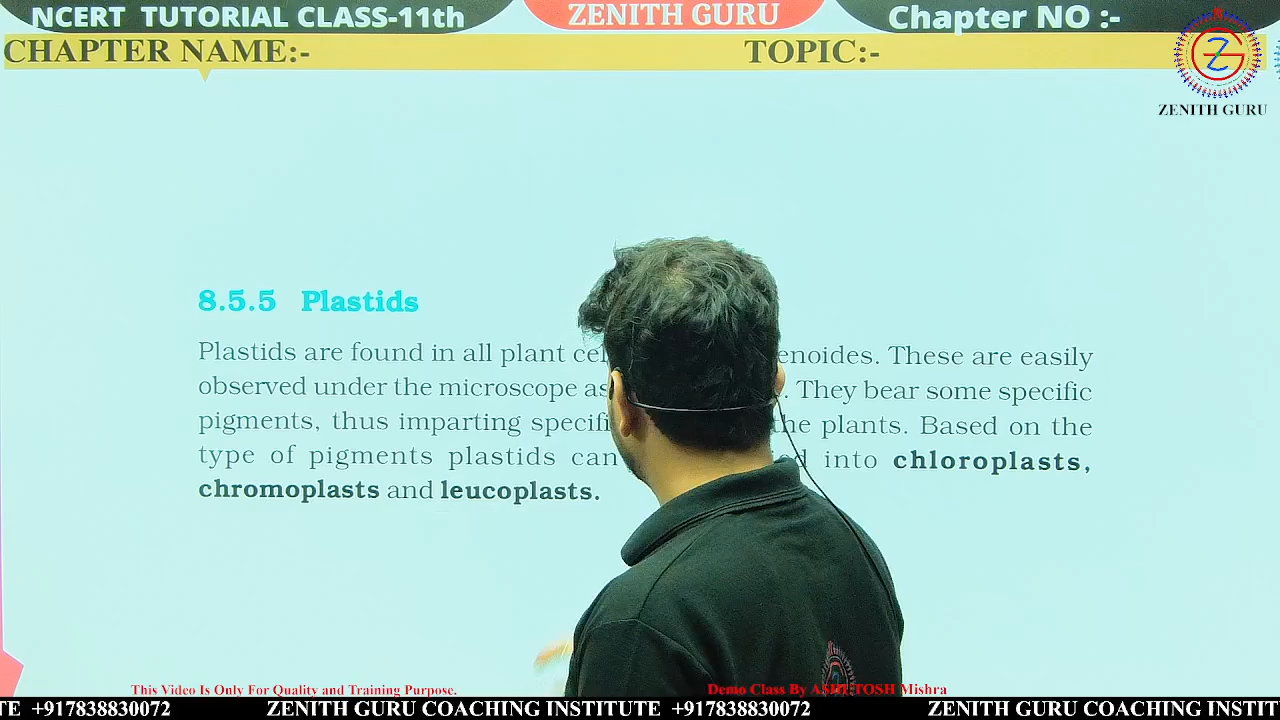 NCERT TUTORIAL CLASS-11th
ZENITH GURU
Chapter NO :-
CHAPTER NAME:-
TOPIC:-
ZENITH GURU
8.5.5 Plastids
Plastids are found in all plant enoides. These are easily
observed under the microscope as They bear some specific
pigments, thus imparting the plants. Based on the
type of pigments plastids can into chloroplasts,
chromoplasts and leucoplasts.
This Video Is Only For Quality and Training Purpose.
Demo Class By ASHUTOSH Mishra
TE +917838830072 ZENITH GURU COACHING INSTITUTE +917838830072 ZENITH GURU COACHING INSTIT